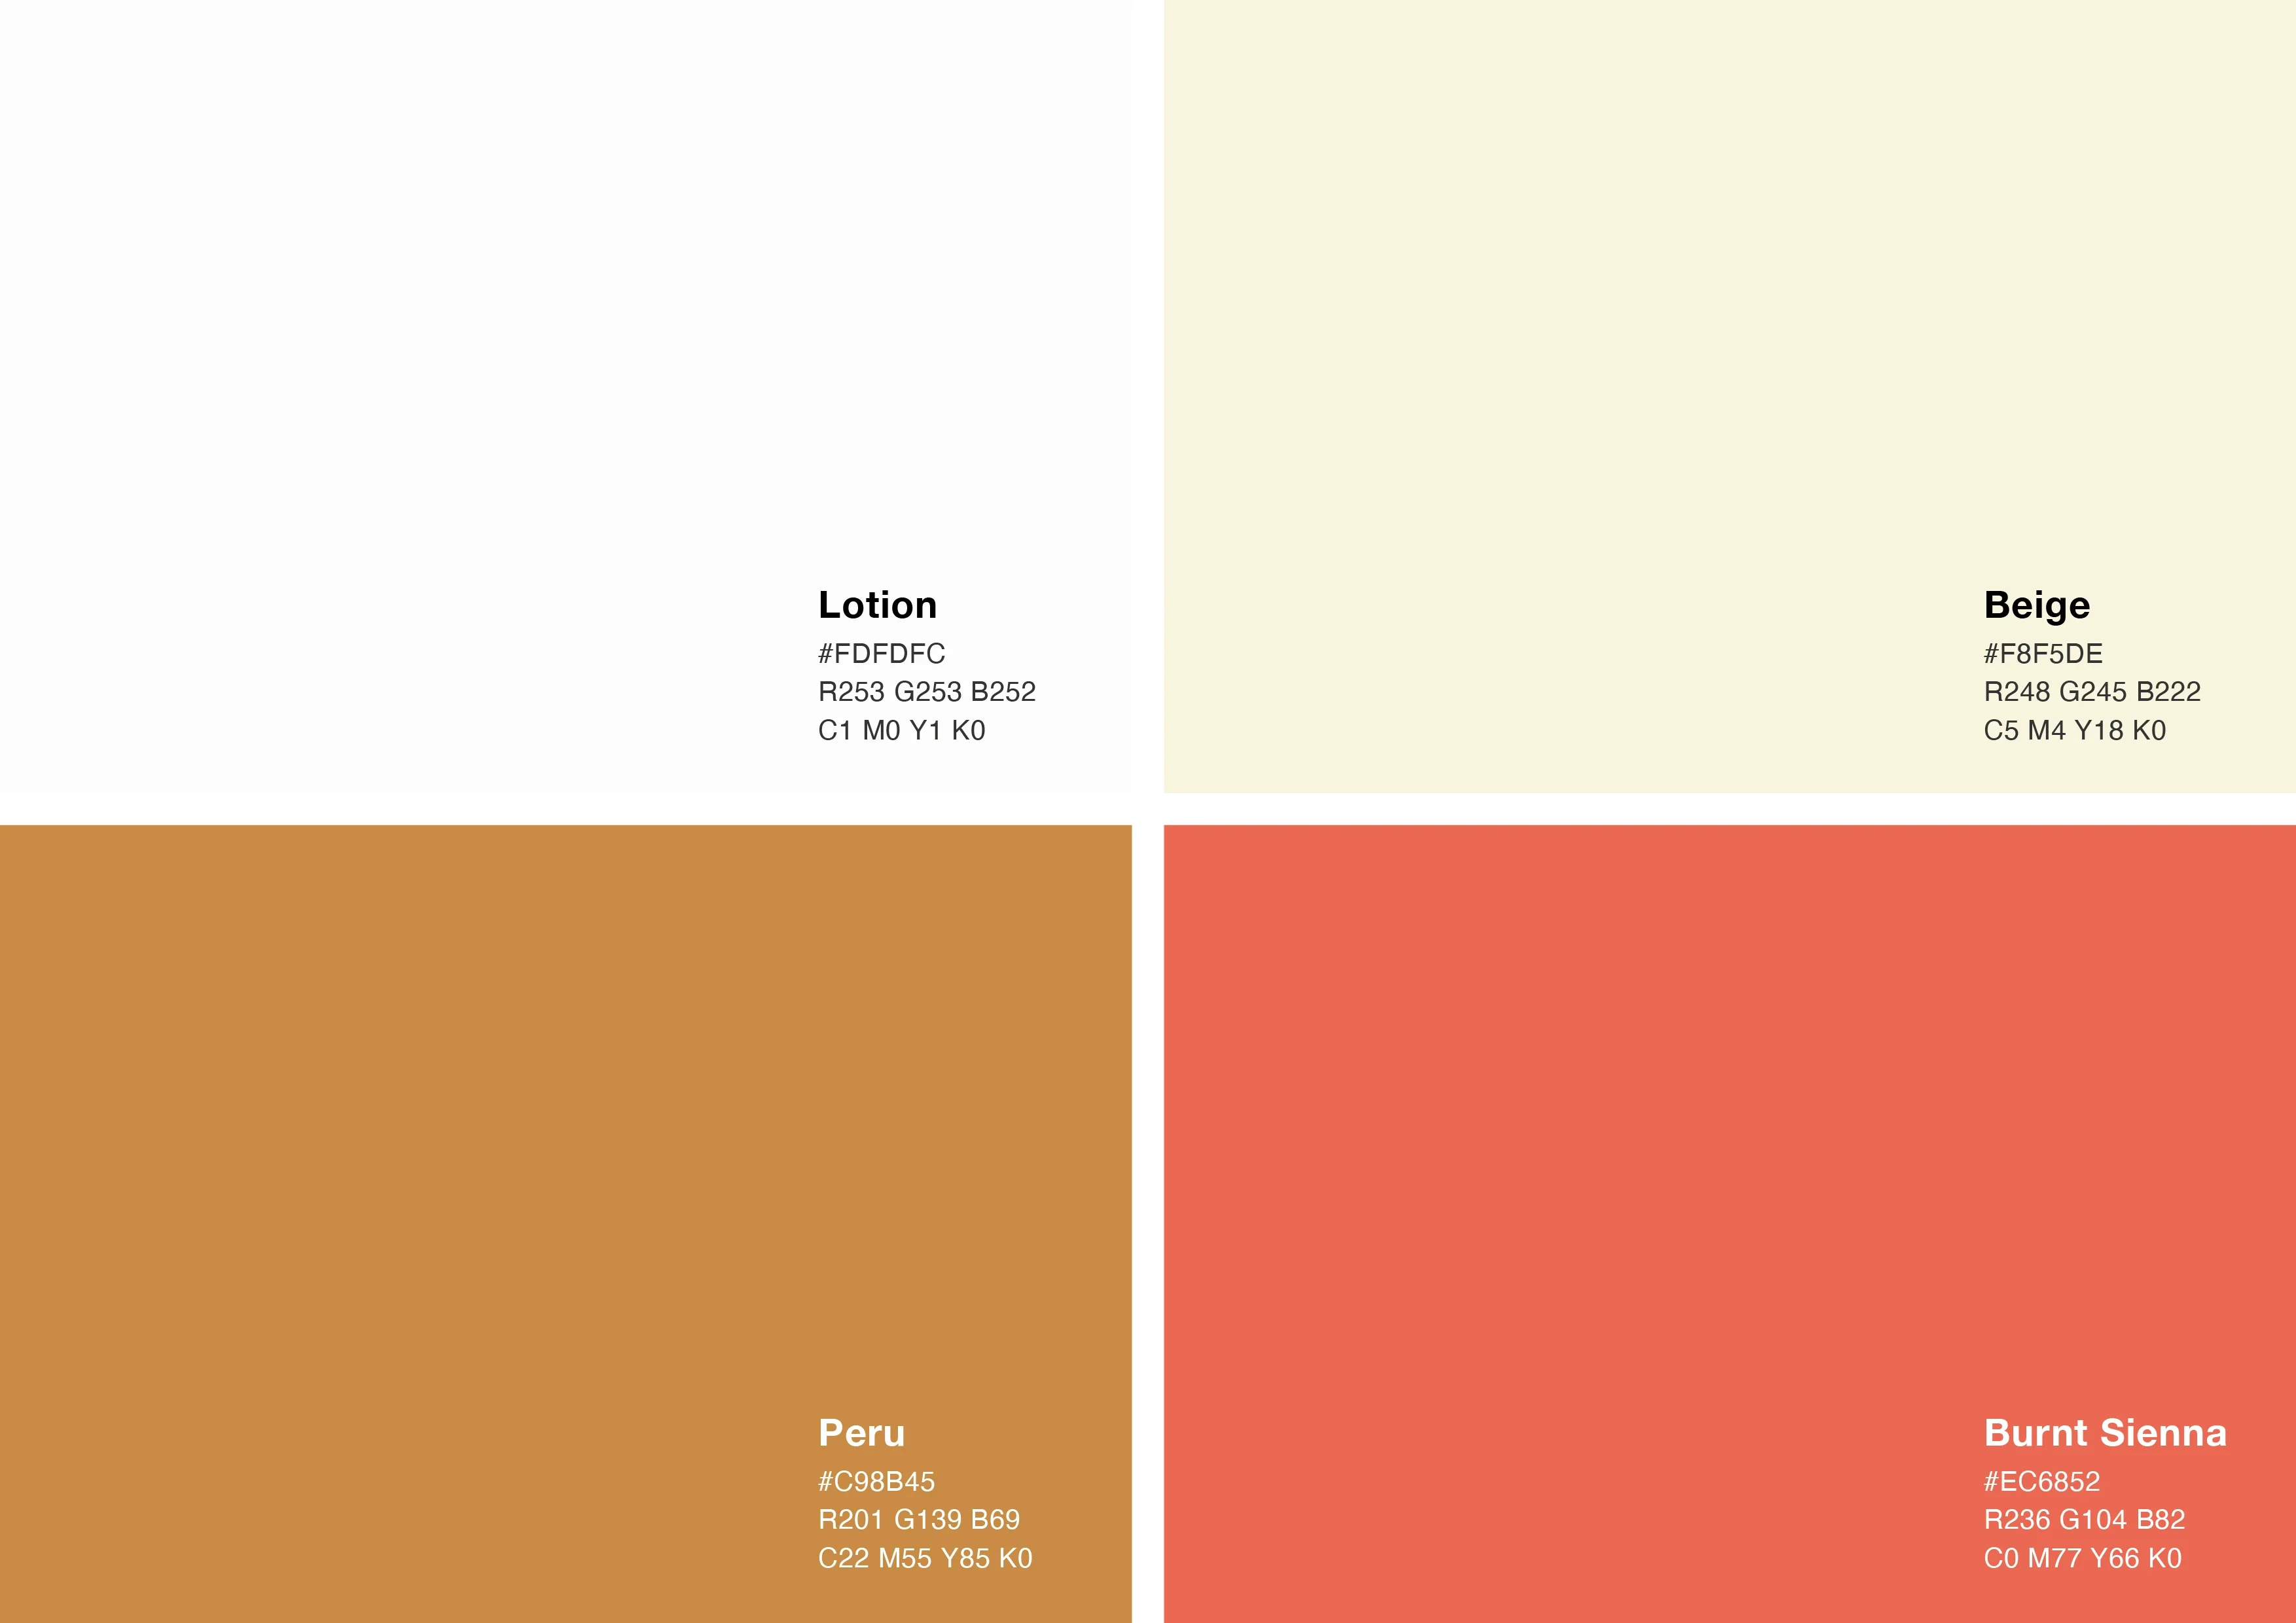 Lotion
#FDFDFC
R253 G253 B252
C1 M0 Y1 K0
Beige
#F8F5DE
R248 G245 B222
C5 M4 Y18 K0
Peru
#C98B45
R201 G139 B69
C22 M55 Y85 K0
Burnt Sienna
#EC6852
R236 G104 B82
C0 M77 Y66 K0